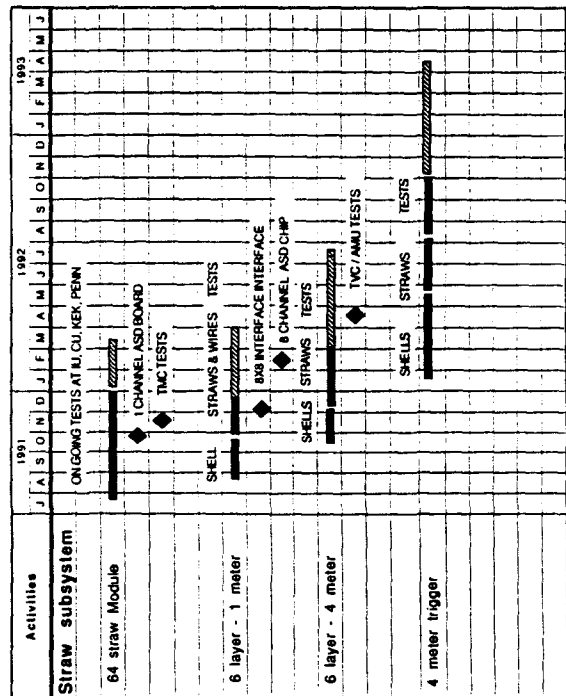 Activities
1991
1992
1993
J A S O N D J F M A M J J A S O N D J F M A M J
Straw subsystem
ON GOING TESTS AT IU, CU, KEK, PENN
64 straw Module
1 CHANNEL ASD BOARD
TMC TESTS
SHELL STRAWS & WIRES TESTS
6 layer - 1 meter
8X8 INTERFACE INTERFACE
8 CHANNEL ASD CHIP
SHELLS STRAWS TESTS
6 layer - 4 meter
TVC / AMU TESTS
SHELLS STRAWS TESTS
4 meter trigger